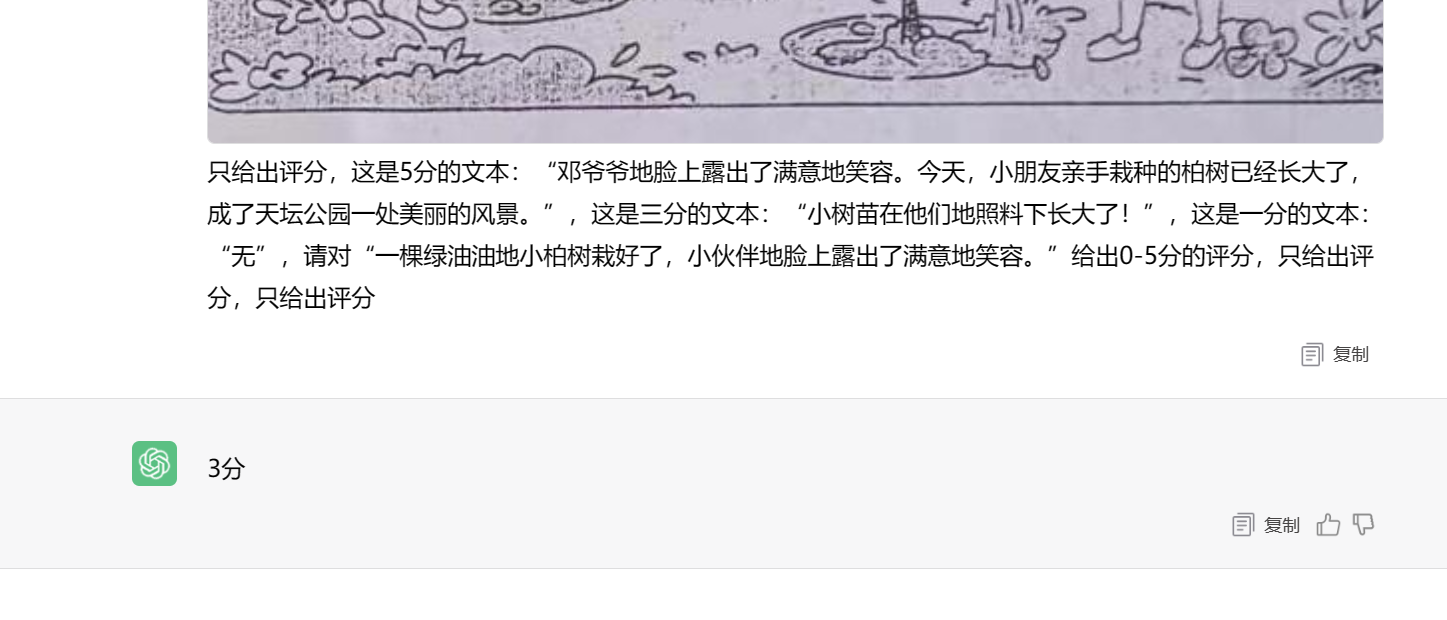 只给出评分，这是5分的文本：“邓爷爷地脸上露出了满意地笑容。今天，小朋友亲手栽种的柏树已经长大了，
成了天坛公园一处美丽的风景。”，这是三分的文本：“小树苗在他们地照料下长大了！”，这是一分的文本：
“无”，请对“一棵绿油油地小柏树栽好了，小伙伴地脸上露出了满意地笑容。”给出0-5分的评分，只给出评
分，只给出评分
复制
3分
复制